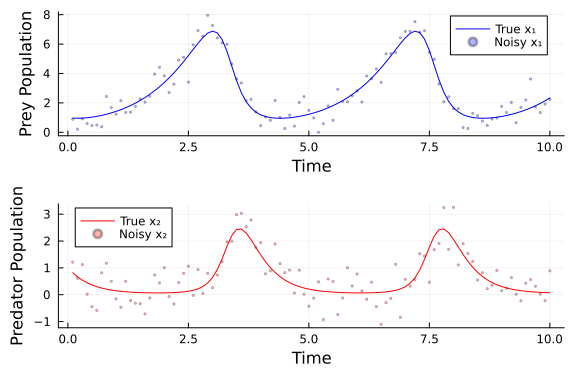 8
6
4
2
0
Prey Population
True x₁
Noisy x₁
0.0 2.5 5.0 7.5 10.0
Time
3
2
1
0
−1
Predator Population
True x₂
Noisy x₂
0.0 2.5 5.0 7.5 10.0
Time